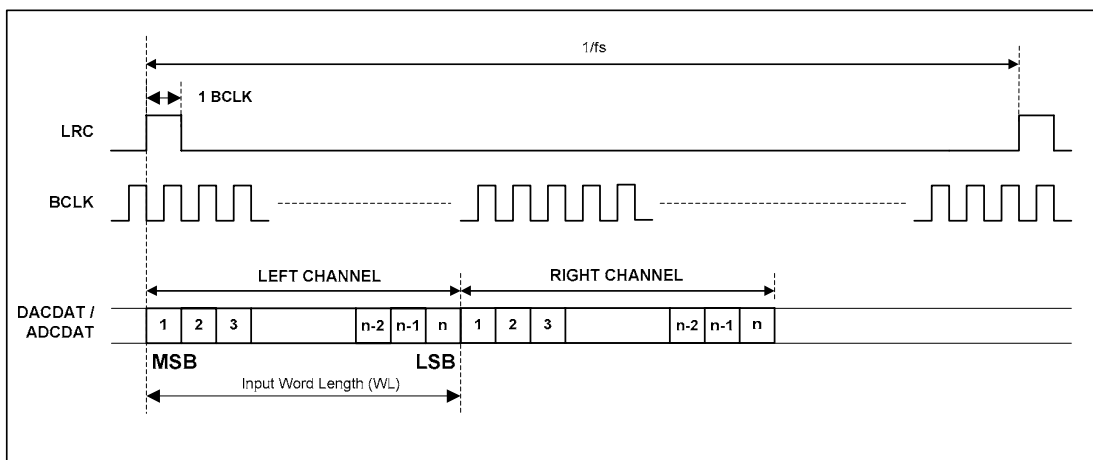 1/fs
1 BCLK
LRC
BCLK
LEFT CHANNEL
RIGHT CHANNEL
DACDAT /
ADCDAT
1 2 3 n-2 n-1 n 1 2 3 n-2 n-1 n
MSB LSB
Input Word Length (WL)